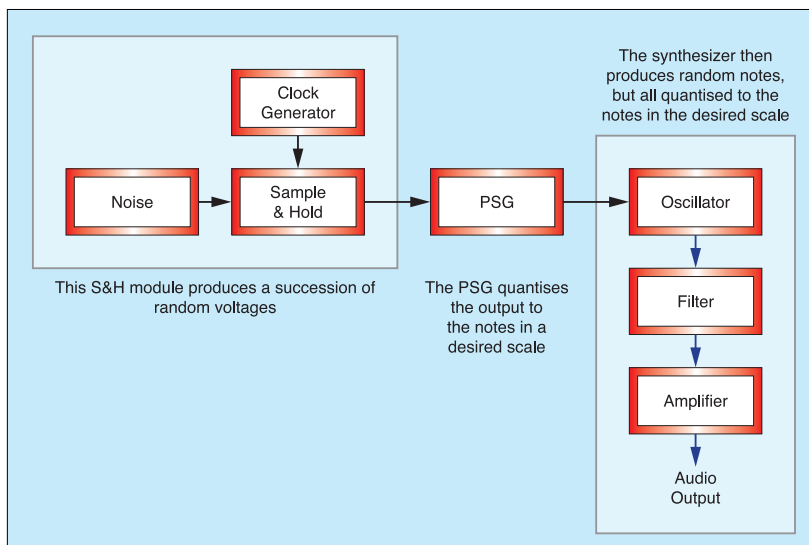 The synthesizer then
produces random notes,
but all quantised to the
notes in the desired scale
Clock
Generator
Noise
Sample
& Hold
PSG
Oscillator
This S&H module produces a succession of
random voltages
The PSG quantises
the output to
the notes in a
desired scale
Filter
Amplifier
Audio
Output